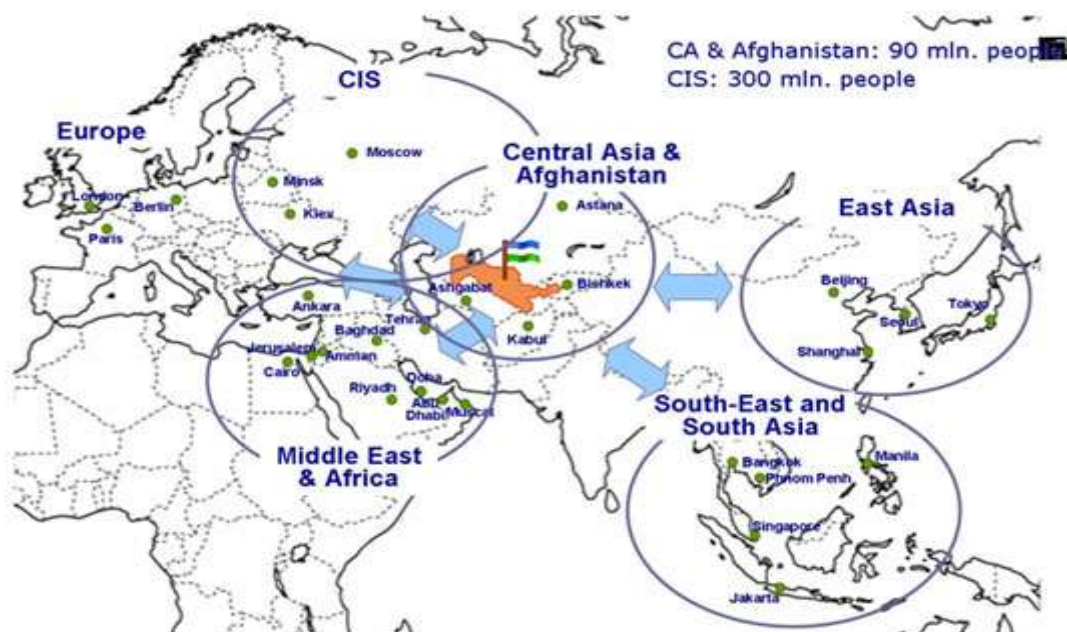 CA & Afghanistan: 90 mln. people
CIS: 300 mln. people
CIS
Europe
Moscow
Central Asia &
Afghanistan
Minsk
London
Berlin
Kiev
Paris
Astana
East Asia
Ashgabat
Bishkek
Beijing
Ankara
Tehran
Tokyo
Baghdad
Kabul
Seoul
Jerusalem
Amman
Shanghai
Cairo
Riyadh
Doha
Abu
Dhabi
Muscat
South-East and
South Asia
Middle East
& Africa
Bangkok
Manila
Phnom Penh
Singapore
Jakarta